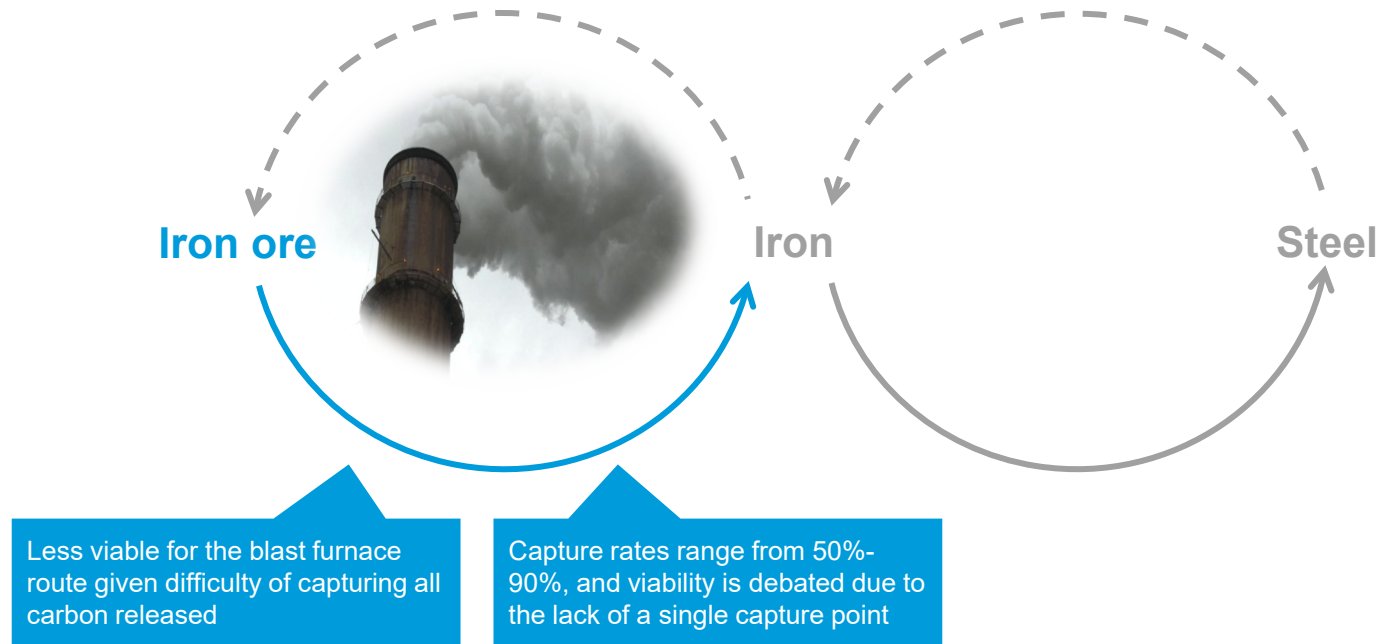 Iron ore
Iron
Steel
Less viable for the blast furnace
route given difficulty of capturing all
carbon released
Capture rates range from 50%-
90%, and viability is debated due to
the lack of a single capture point